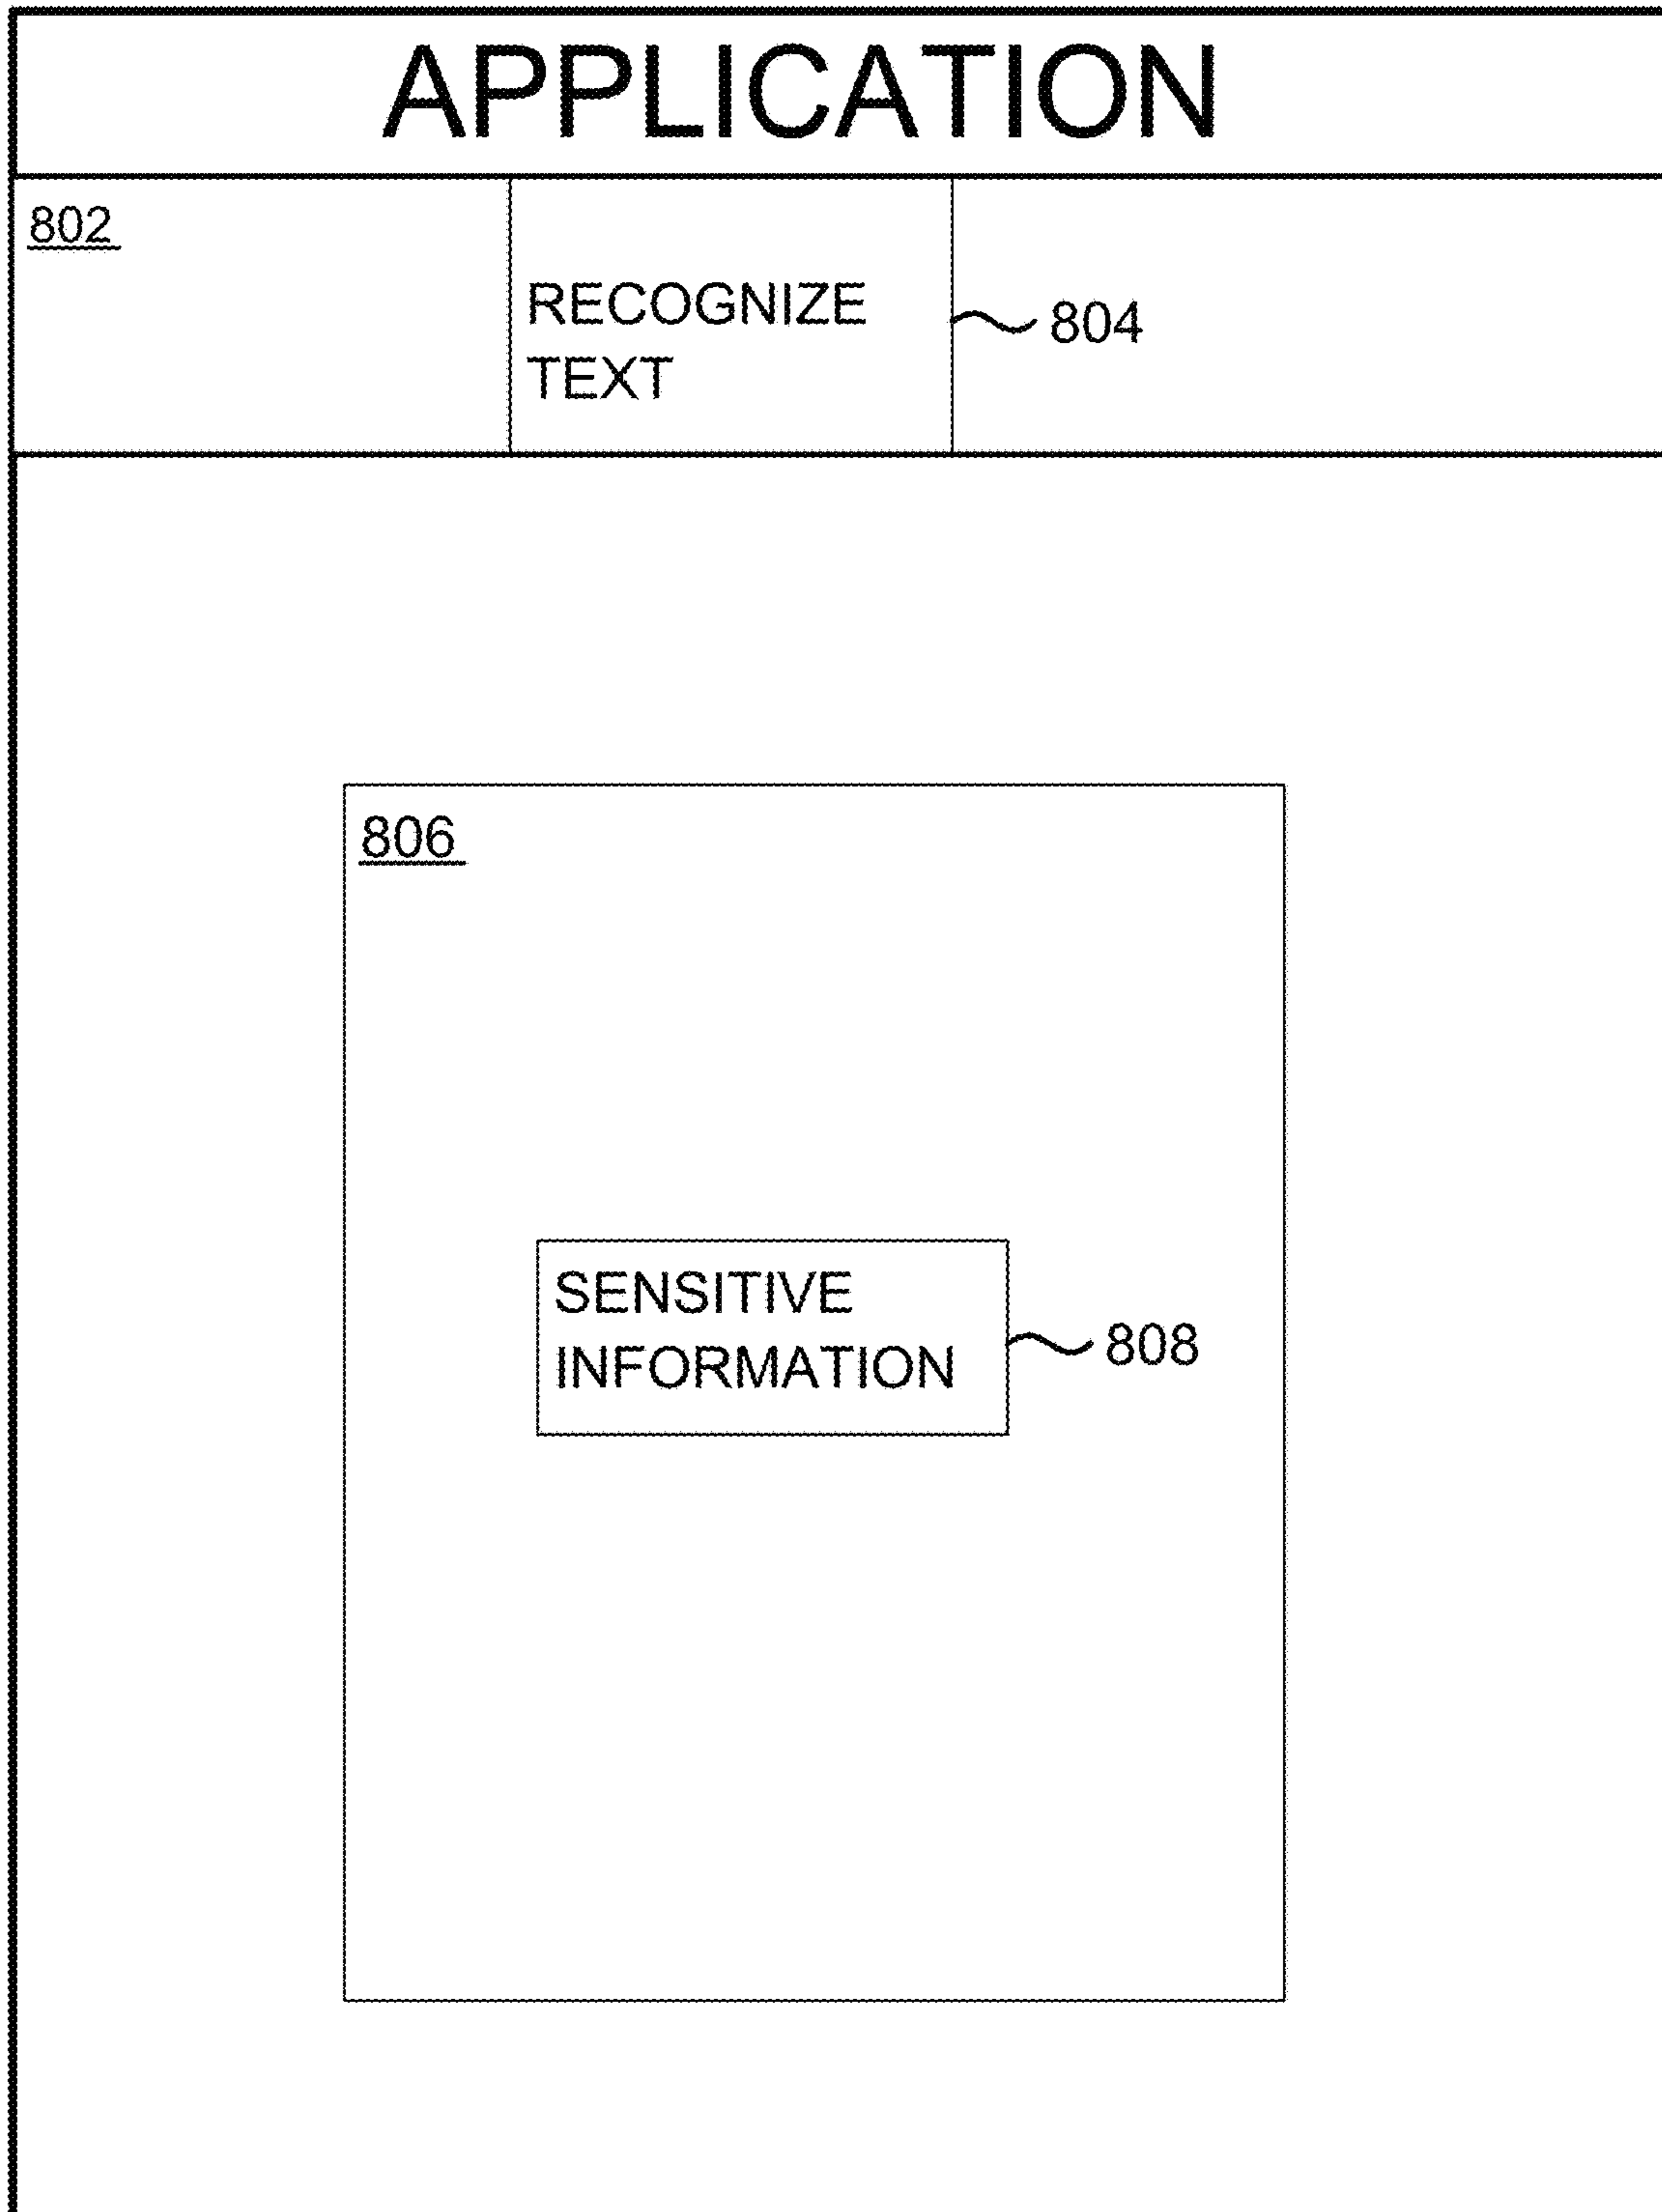 APPLICATION
802
RECOGNIZE
TEXT
804
806
SENSITIVE
INFORMATION
808